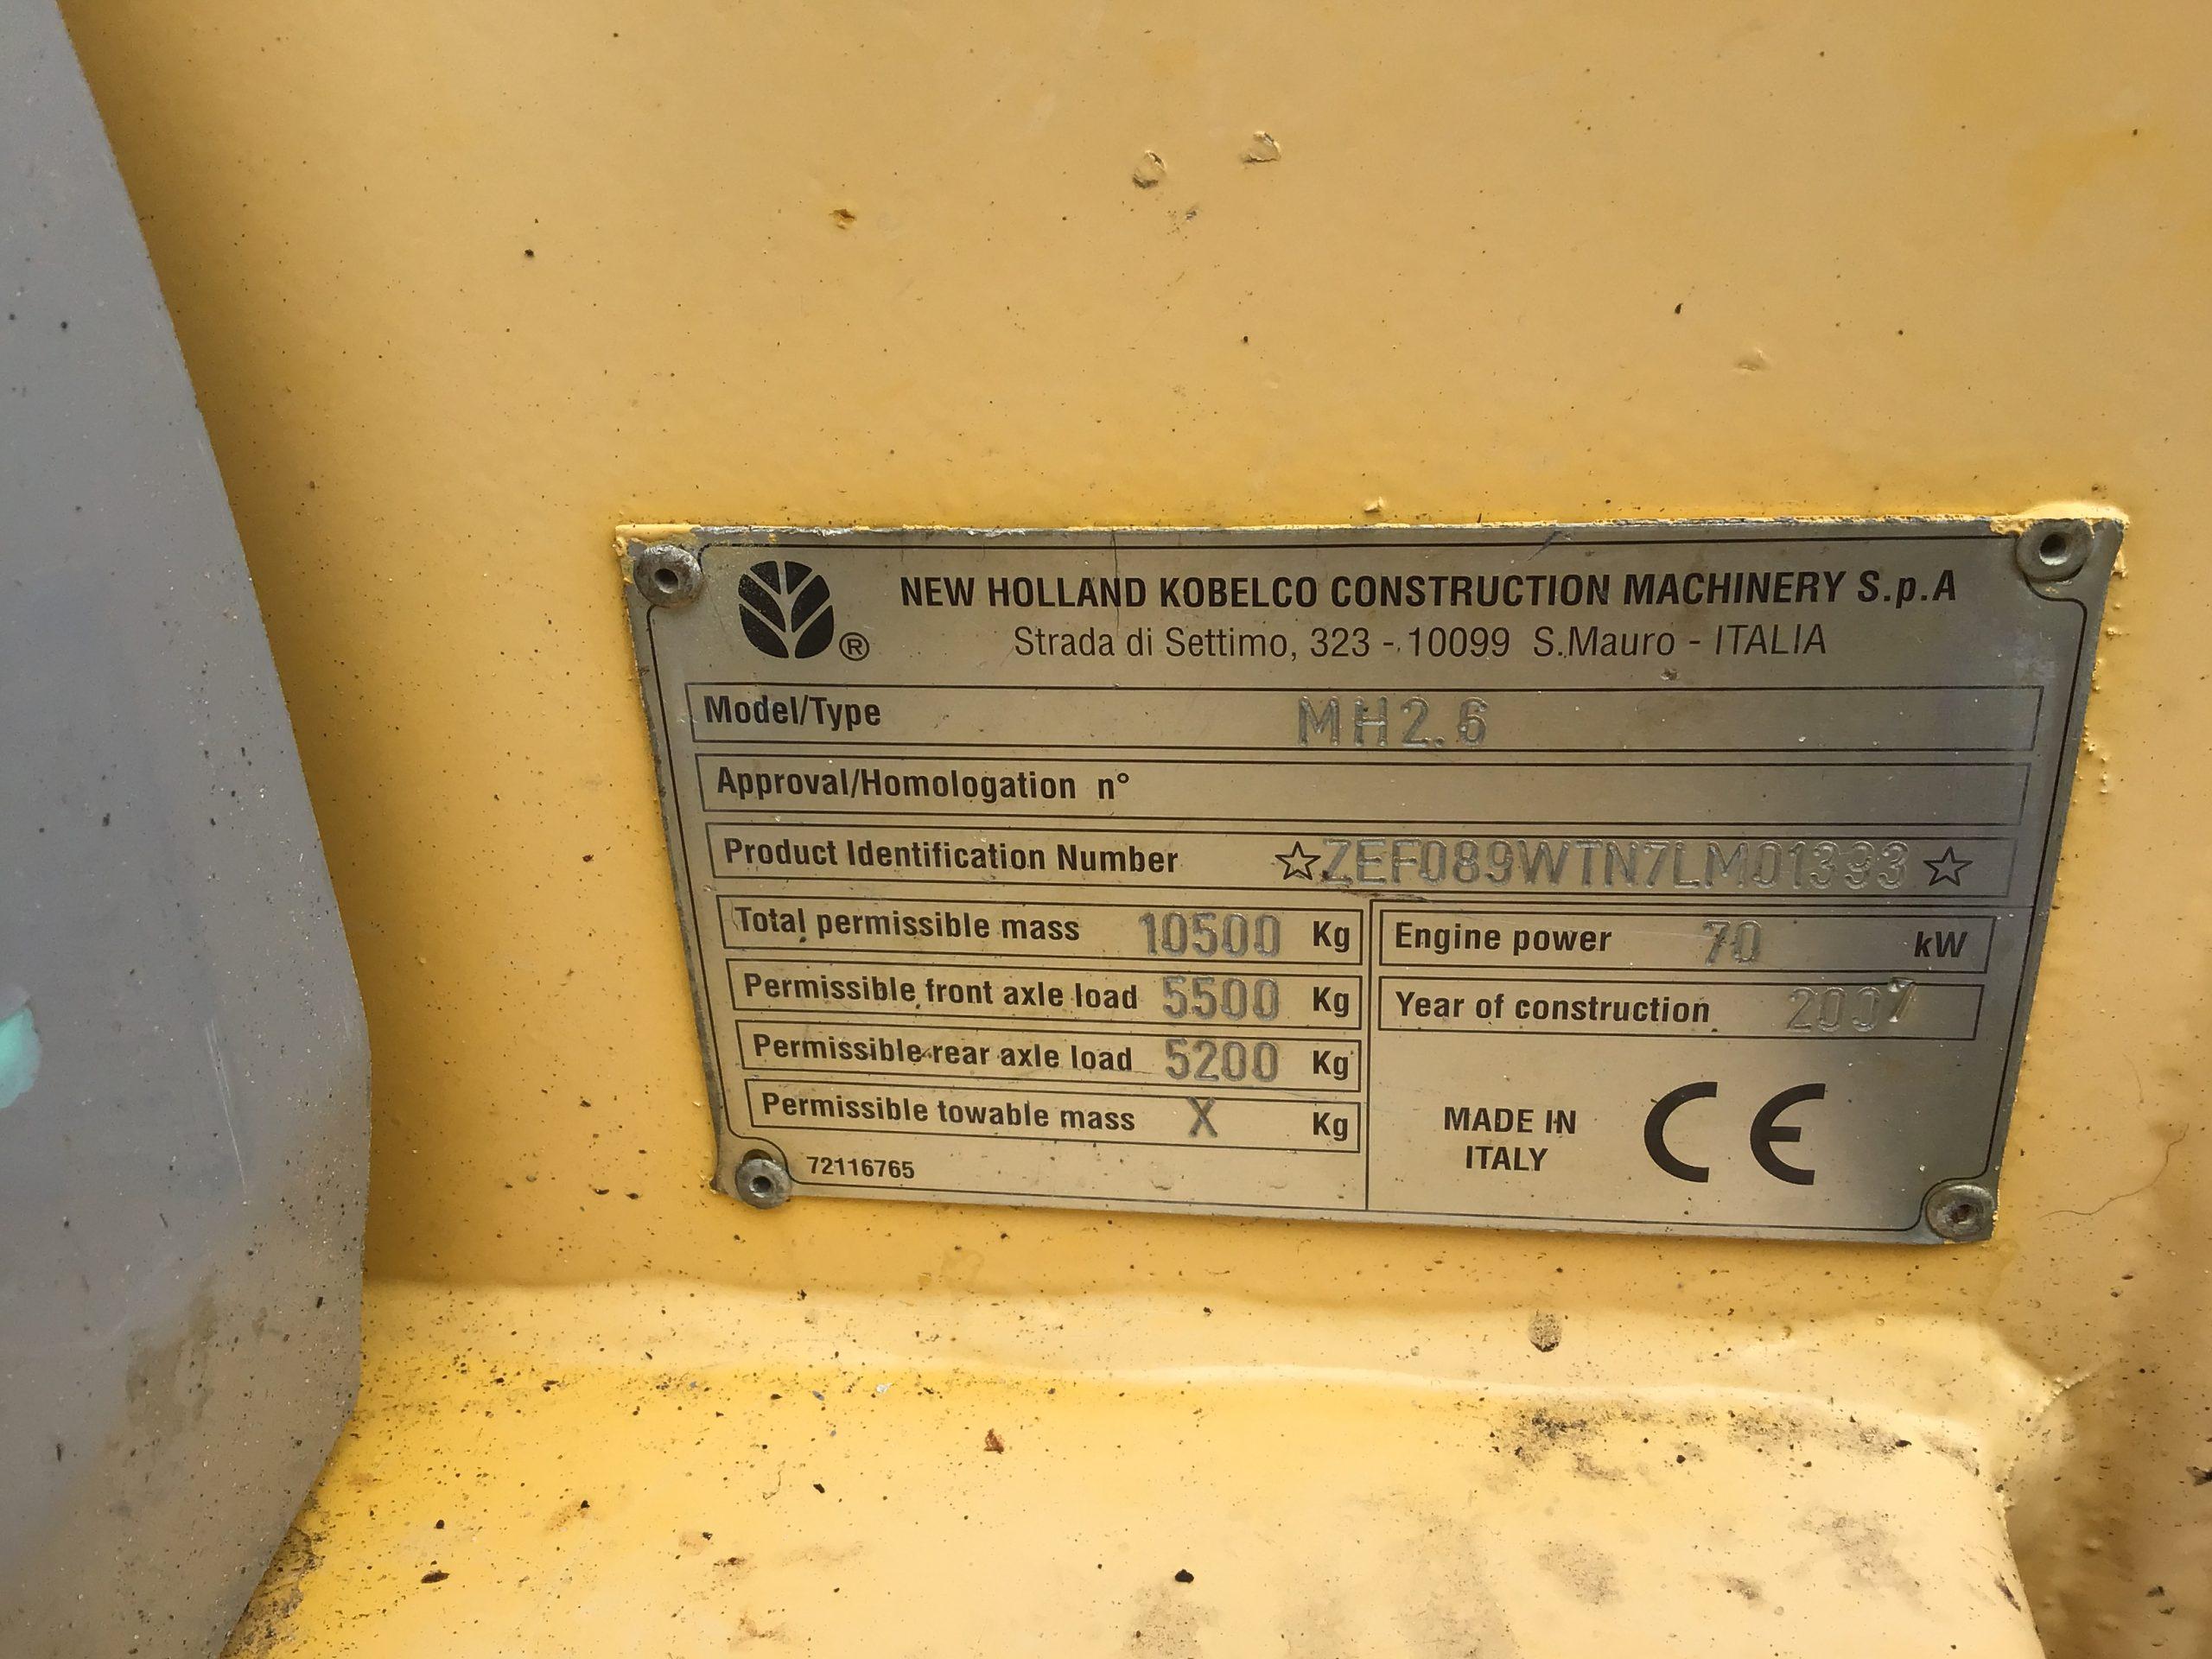 NEW HOLLAND KOBELCO CONSTRUCTION MACHINERY S.p.A
®
Strada di Settimo, 323 - 10099 S.Mauro - ITALIA
Model/Type MH2.6
Approval/Homologation n°
Product Identification Number ☆ZEF089WTN7LM01393☆
Total permissible mass 10500 Kg
Engine power 70 kW
Permissible front axle load 5500 Kg
Year of construction 2007
Permissible rear axle load 5200 Kg
Permissible towable mass X Kg
MADE IN
ITALY
CE
72116765